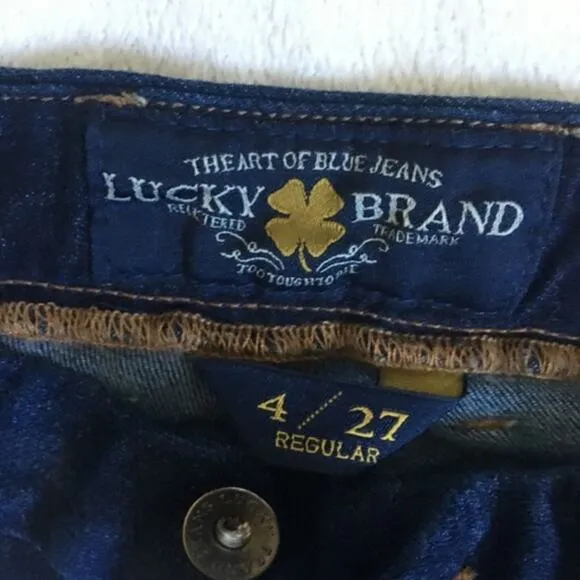 THE ART OF BLUE JEANS
LUCKY BRAND
REGISTERED TRADEMARK
TOO TOUGH TO DIE
4/27
REGULAR